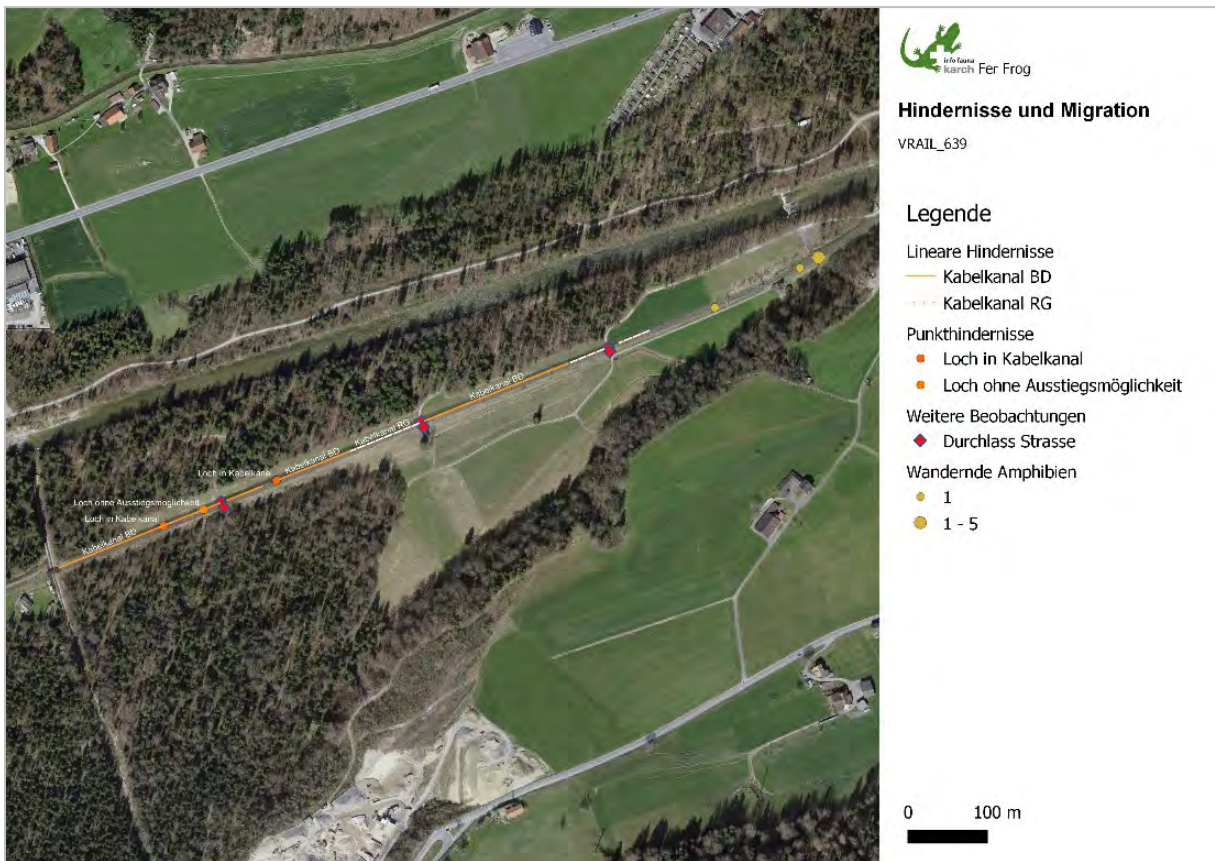 info fauna
karch Fer Frog
Hindernisse und Migration
VRAIL_639
Legende
Lineare Hindernisse
Kabelkanal BD
Kabelkanal RG
Punkthindernisse
Loch in Kabelkanal
Loch ohne Ausstiegsmöglichkeit
Weitere Beobachtungen
Durchlass Strasse
Wandernde Amphibien
1
1 - 5
0 100 m
Kabelkanal BD
Kabelkanal RG
Kabelkanal BD
Loch in Kabelkanal
Loch ohne Ausstiegsmöglichkeit
Loch in Kabelkanal
Kabelkanal BD